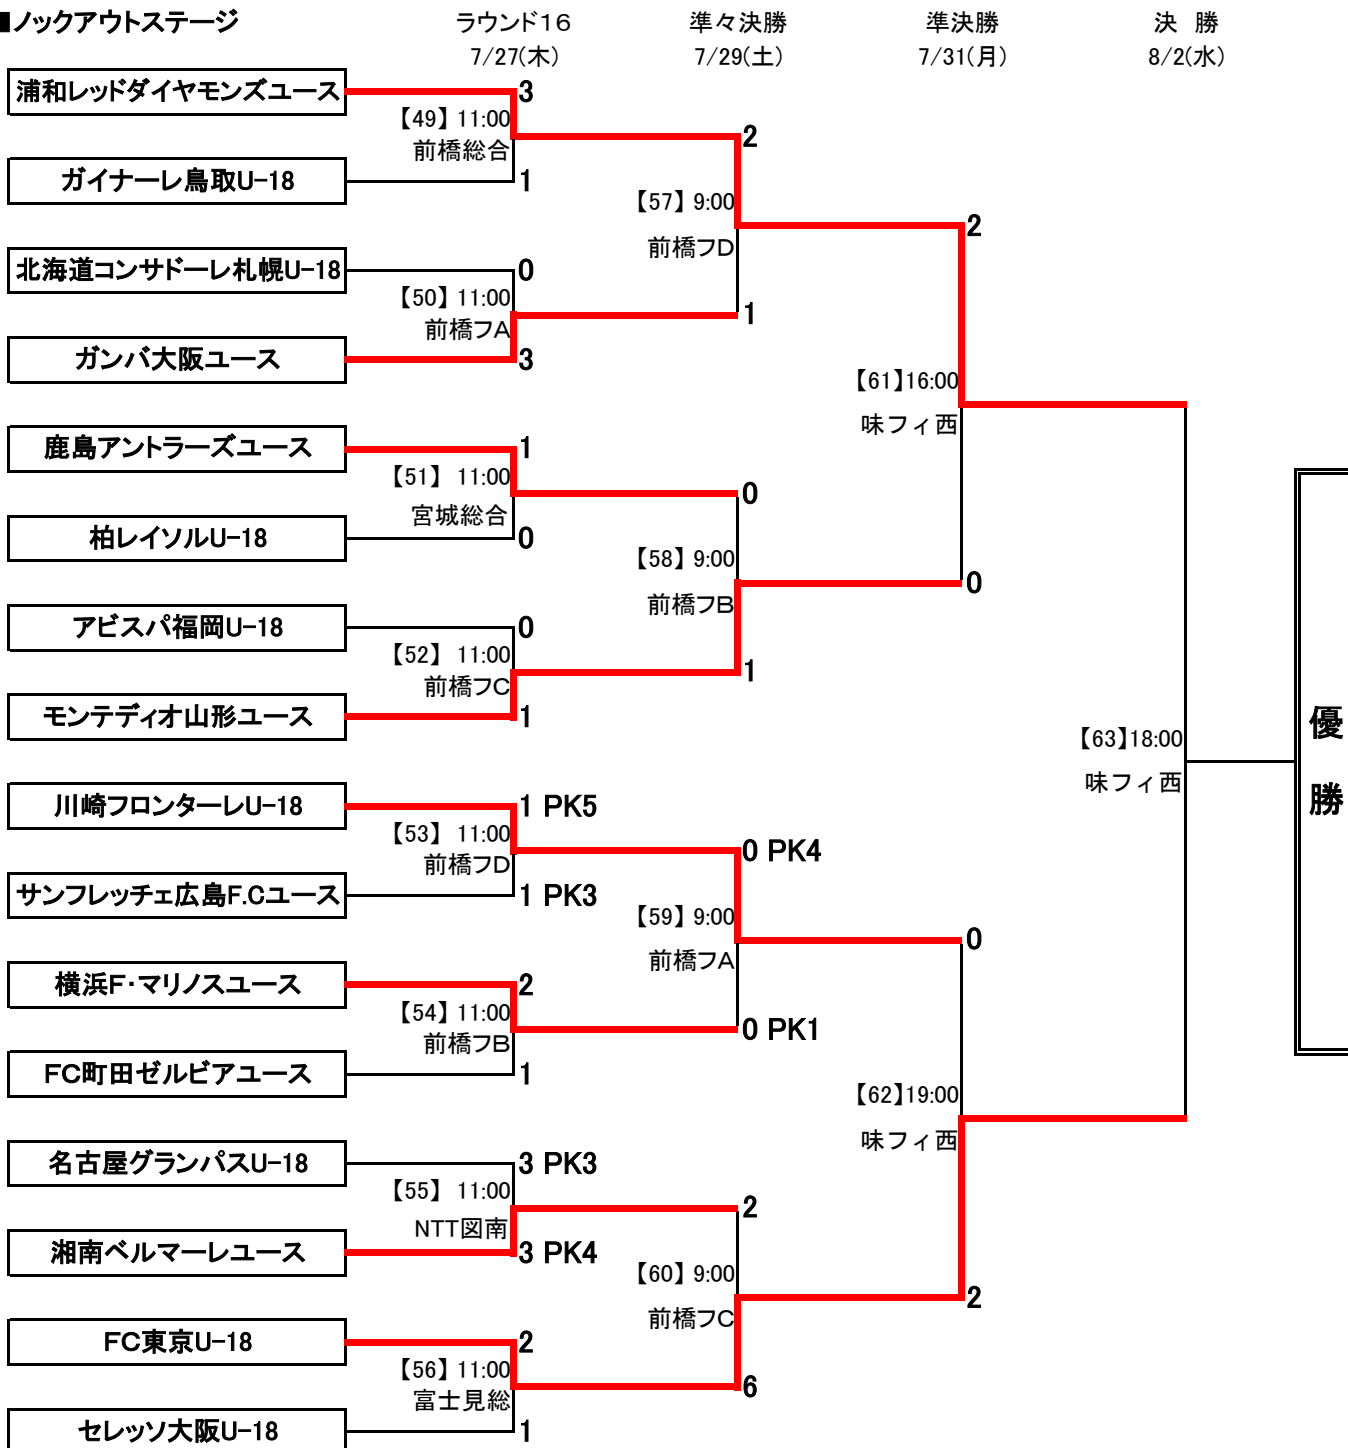 ■ノックアウトステージ
ラウンド16 準々決勝 準決勝 決 勝
7/27(木) 7/29(土) 7/31(月) 8/2(水)
浦和レッドダイヤモンズユース 3
【49】 11:00
前橋総合
2
ガイナーレ鳥取U-18 1
【57】 9:00
前橋フD
2
北海道コンサドーレ札幌U-18 0
【50】 11:00
前橋フA
1
ガンバ大阪ユース 3
【61】16:00
味フィ西
鹿島アントラーズユース 1
【51】 11:00
宮城総合
0
柏レイソルU-18 0
【58】 9:00
前橋フB
0
アビスパ福岡U-18 0
【52】 11:00
前橋フC
1
モンテディオ山形ユース 1
【63】18:00
味フィ西
優
勝
川崎フロンターレU-18 1 PK5
【53】 11:00
前橋フD
0 PK4
サンフレッチェ広島F.Cユース 1 PK3
【59】 9:00
前橋フA
0
横浜F・マリノスユース 2
【54】 11:00
前橋フB
0 PK1
FC町田ゼルビアユース 1
【62】19:00
味フィ西
名古屋グランパスU-18 3 PK3
【55】 11:00
NTT図南
2
湘南ベルマーレユース 3 PK4
【60】 9:00
前橋フC
2
FC東京U-18 2
【56】 11:00
富士見総
6
セレッソ大阪U-18 1